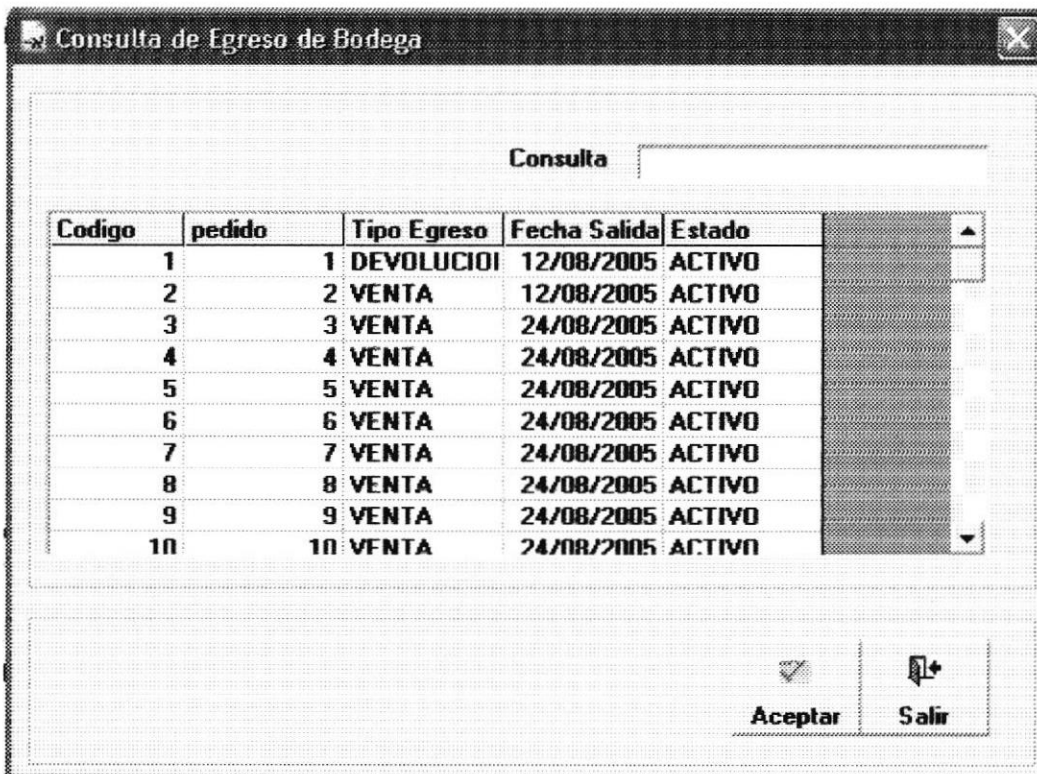 Consulta de Egreso de Bodega
Consulta
Codigo pedido Tipo Egreso Fecha Salida Estado
1 1 DEVOLUCIOI 12/08/2005 ACTIVO
2 2 VENTA 12/08/2005 ACTIVO
3 3 VENTA 24/08/2005 ACTIVO
4 4 VENTA 24/08/2005 ACTIVO
5 5 VENTA 24/08/2005 ACTIVO
6 6 VENTA 24/08/2005 ACTIVO
7 7 VENTA 24/08/2005 ACTIVO
8 8 VENTA 24/08/2005 ACTIVO
9 9 VENTA 24/08/2005 ACTIVO
10 10 VENTA 24/08/2005 ACTIVO
Aceptar Salir